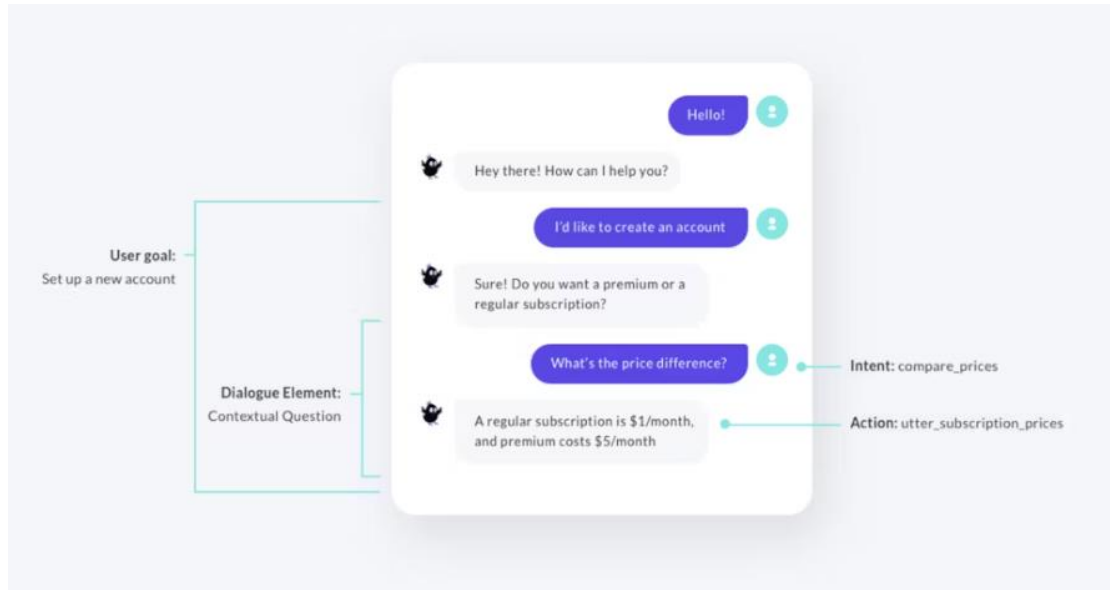 Hello!
Hey there! How can I help you?
I'd like to create an account
User goal:
Set up a new account
Sure! Do you want a premium or a
regular subscription?
What's the price difference?
Intent: compare_prices
Dialogue Element:
Contextual Question
A regular subscription is $1/month,
and premium costs $5/month
Action: utter_subscription_prices